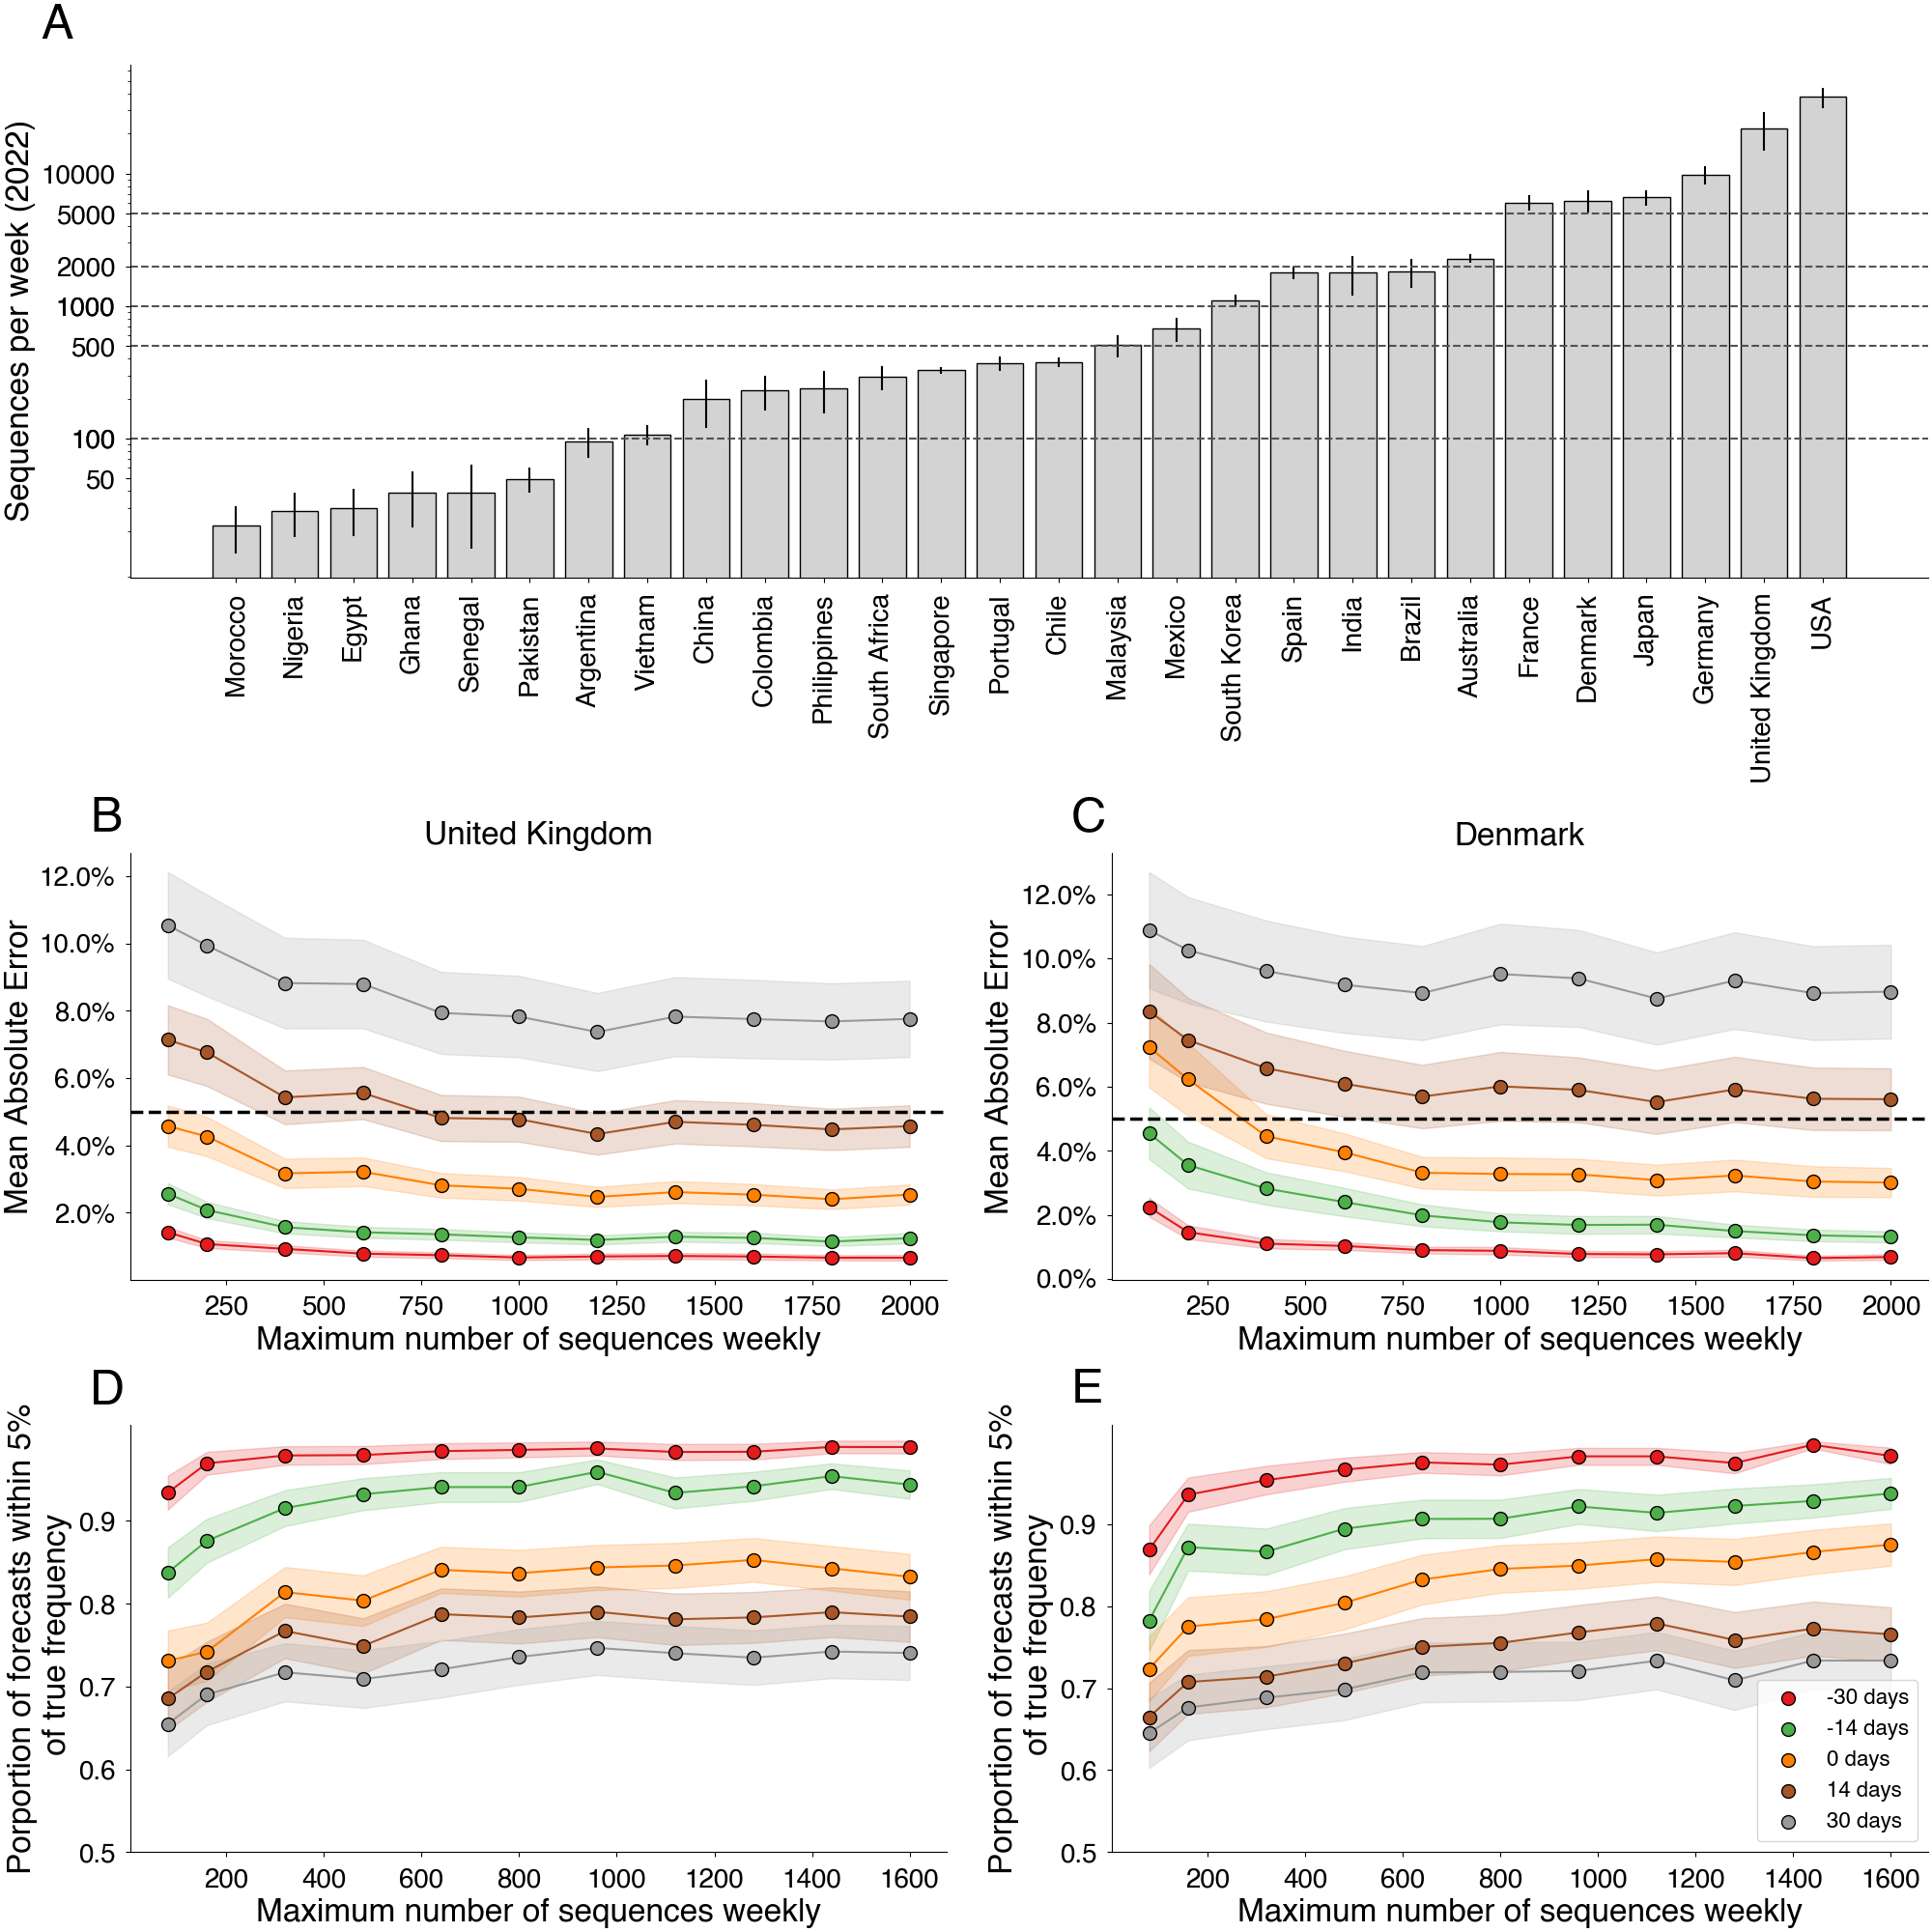 A
Sequences per week (2022)
10000
5000
2000
1000
500
100
50
Morocco
Nigeria
Egypt
Ghana
Senegal
Pakistan
Argentina
Vietnam
China
Colombia
Philippines
South Africa
Singapore
Portugal
Chile
Malaysia
Mexico
South Korea
Spain
India
Brazil
Australia
France
Denmark
Japan
Germany
United Kingdom
USA
B
United Kingdom
Mean Absolute Error
12.0%
10.0%
8.0%
6.0%
4.0%
2.0%
250 500 750 1000 1250 1500 1750 2000
Maximum number of sequences weekly
C
Denmark
Mean Absolute Error
12.0%
10.0%
8.0%
6.0%
4.0%
2.0%
0.0%
250 500 750 1000 1250 1500 1750 2000
Maximum number of sequences weekly
D
Porportion of forecasts within 5%
of true frequency
0.9
0.8
0.7
0.6
0.5
200 400 600 800 1000 1200 1400 1600
Maximum number of sequences weekly
E
Porportion of forecasts within 5%
of true frequency
0.9
0.8
0.7
0.6
0.5
200 400 600 800 1000 1200 1400 1600
Maximum number of sequences weekly
-30 days
-14 days
0 days
14 days
30 days